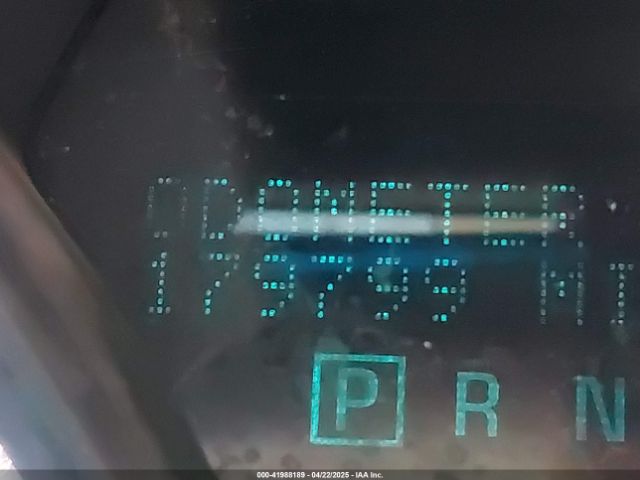 ODOMETER
179799 MI
P R N
000-41988189 - 04/22/2025 - IAA Inc.